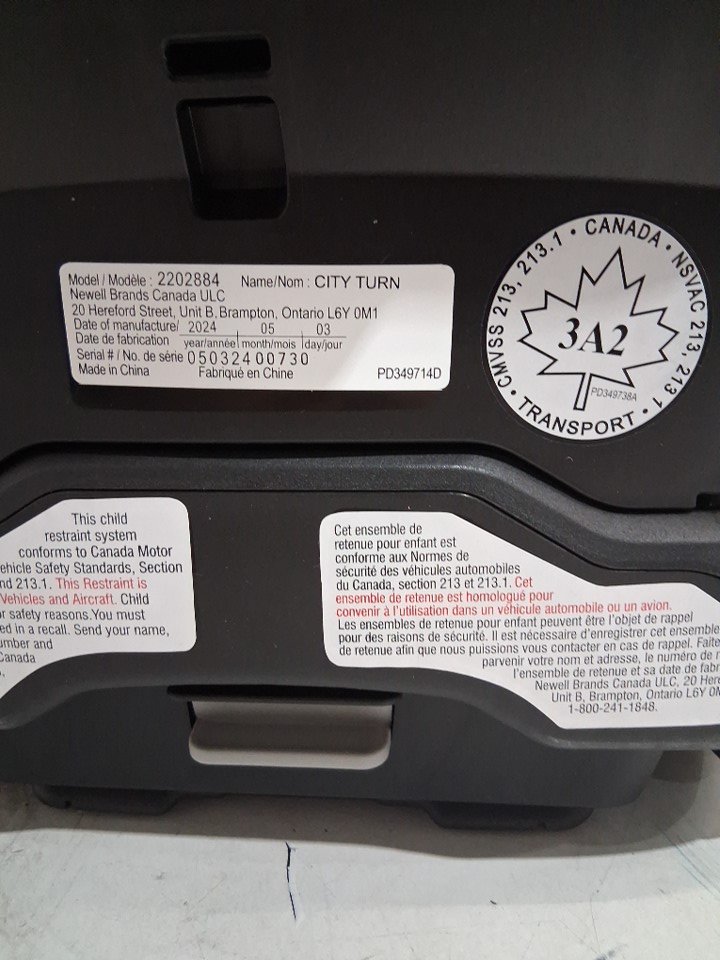 Model / Modèle : 2202884 Name/Nom : CITY TURN
Newell Brands Canada ULC
20 Hereford Street, Unit B, Brampton, Ontario L6Y 0M1
Date of manufacture/ 2024 05 03
Date de fabrication year/année month/mois day/jour
Serial # / No. de série 05032400730
Made in China Fabriqué en Chine PD349714D
CMVSS 213, 213.1 • CANADA • NSVAC 213, 213.1 • TRANSPORT •
3A2
PD349738A
This child
restraint system
conforms to Canada Motor
ehicle Safety Standards, Section
nd 213.1. This Restraint is
Vehicles and Aircraft. Child
r safety reasons.You must
ed in a recall. Send your name,
umber and
Canada
Cet ensemble de
retenue pour enfant est
conforme aux Normes de
sécurité des véhicules automobiles
du Canada, section 213 et 213.1. Cet
ensemble de retenue est homologué pour
convenir à l'utilisation dans un véhicule automobile ou un avion.
Les ensembles de retenue pour enfant peuvent être l'objet de rappel
pour des raisons de sécurité. Il est nécessaire d'enregistrer cet ensemble
de retenue afin que nous puissions vous contacter en cas de rappel. Faite
parvenir votre nom et adresse, le numéro de
l'ensemble de retenue et sa date de fabr
Newell Brands Canada ULC, 20 Here
Unit B, Brampton, Ontario L6Y 0M
1-800-241-1848.